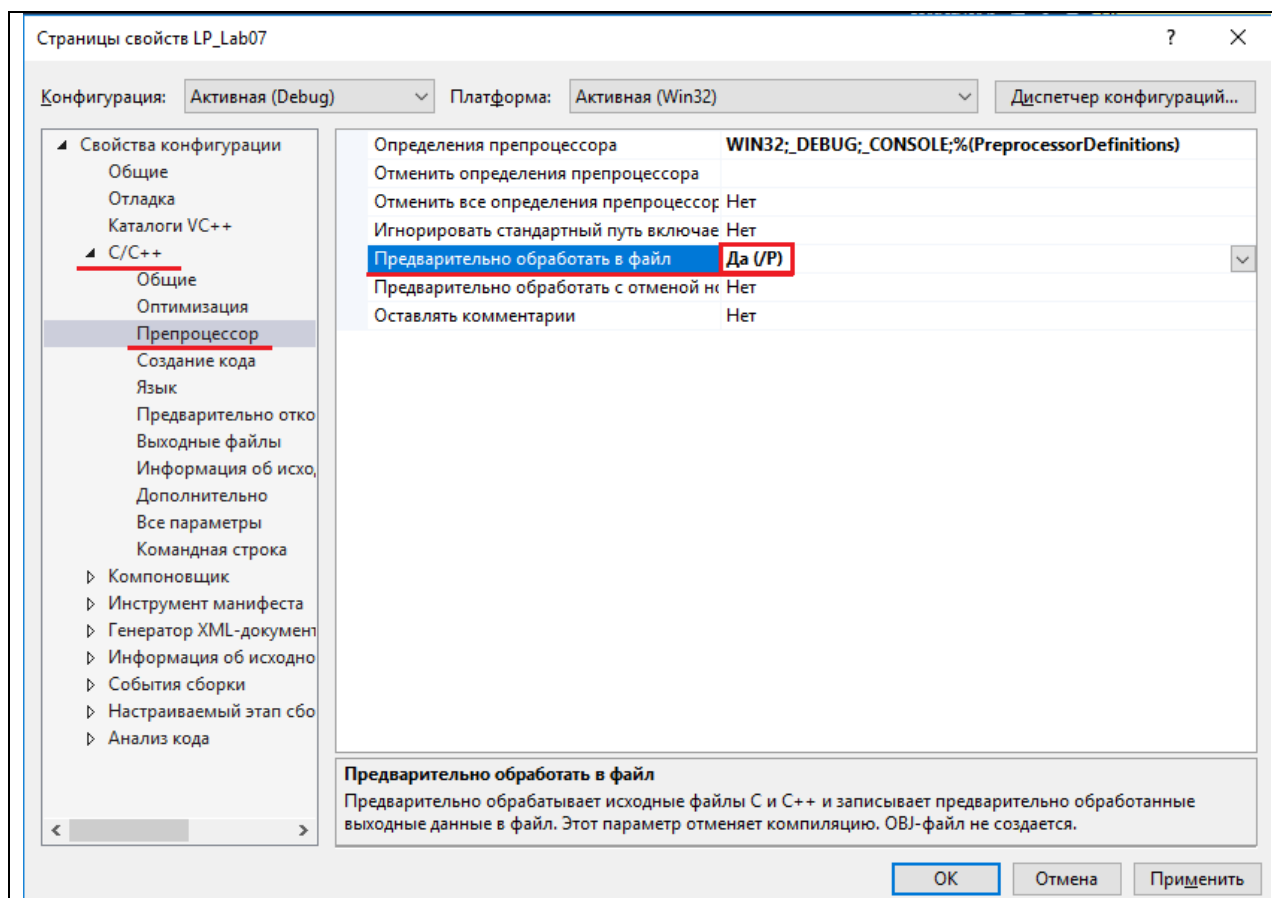 Страницы свойств LP_Lab07
Конфигурация: Активная (Debug) Платформа: Активная (Win32) Диспетчер конфигураций...
Свойства конфигурации
Общие
Отладка
Каталоги VC++
C/C++
Общие
Оптимизация
Препроцессор
Создание кода
Язык
Предварительно отко
Выходные файлы
Информация об исхо
Дополнительно
Все параметры
Командная строка
Компоновщик
Инструмент манифеста
Генератор XML-документ
Информация об исходно
События сборки
Настраиваемый этап сбо
Анализ кода
Определения препроцессора WIN32;_DEBUG;_CONSOLE;%(PreprocessorDefinitions)
Отменить определения препроцессора
Отменить все определения препроцессор Нет
Игнорировать стандартный путь включае Нет
Предварительно обработать в файл Да (/P)
Предварительно обработать с отменой но Нет
Оставлять комментарии Нет
Предварительно обработать в файл
Предварительно обрабатывает исходные файлы C и C++ и записывает предварительно обработанные
выходные данные в файл. Этот параметр отменяет компиляцию. OBJ-файл не создается.
ОК Отмена Применить